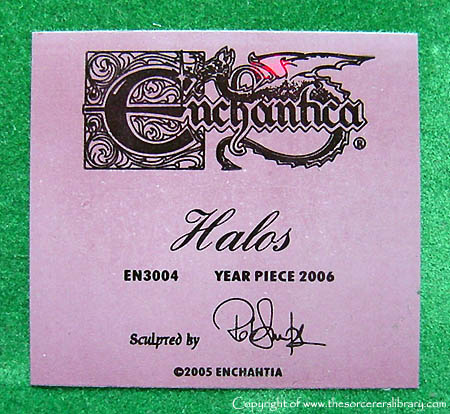 Enchantica ®
Halos
EN3004 YEAR PIECE 2006
Sculpted by
©2005 ENCHANTIA
Copyright of www.thesorcererslibrary.com